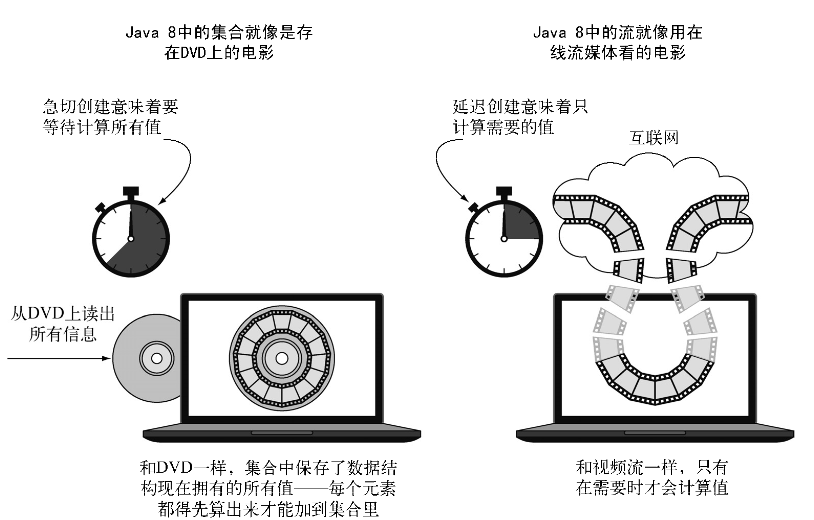 Java 8中的集合就像是存
在DVD上的电影
急切创建意味着要
等待计算所有值
从DVD上读出
所有信息
和DVD一样，集合中保存了数据结
构现在拥有的所有值——每个元素
都得先算出来才能加到集合里
Java 8中的流就像用在
线流媒体看的电影
延迟创建意味着只
计算需要的值
互联网
和视频流一样，只有
在需要时才会计算值